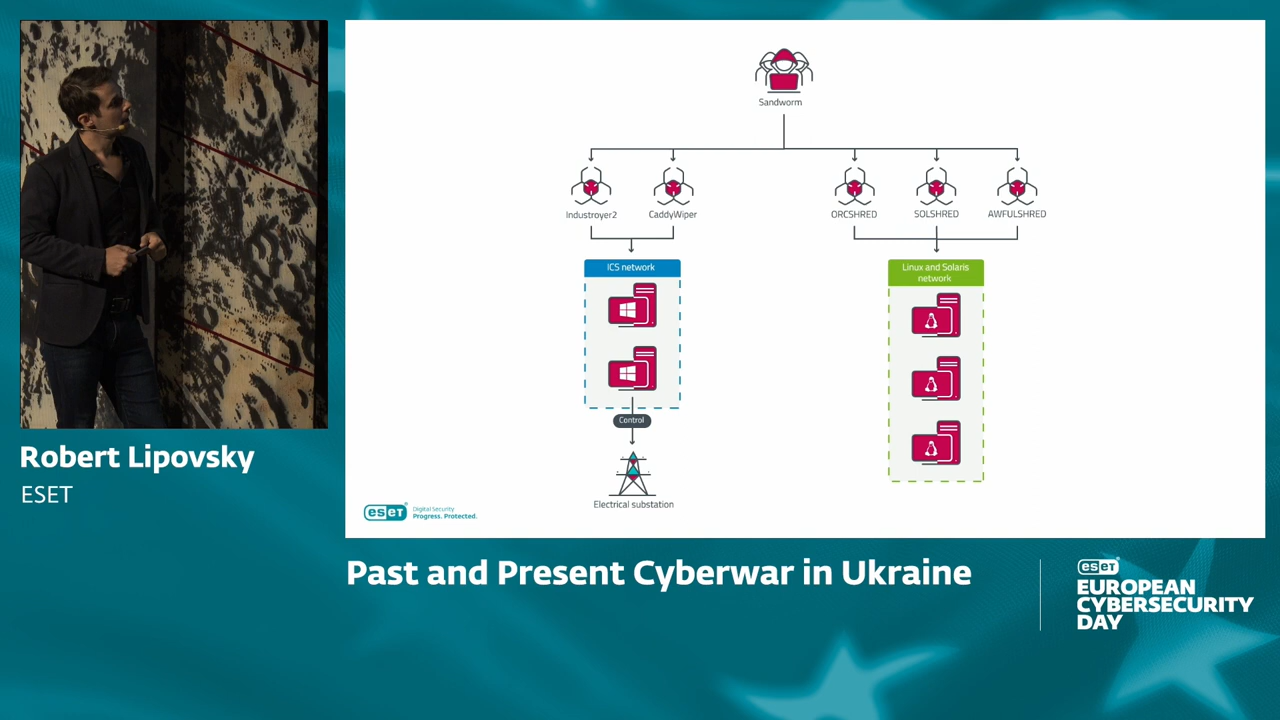 Sandworm
Industroyer2
CaddyWiper
ORCSHRED
SOLSHRED
AWFULSHRED
ICS network
Linux and Solaris
network
Control
Electrical substation
eseT
Digital Security
Progress. Protected.
Robert Lipovsky
ESET
Past and Present Cyberwar in Ukraine
eseT
EUROPEAN
CYBERSECURITY
DAY